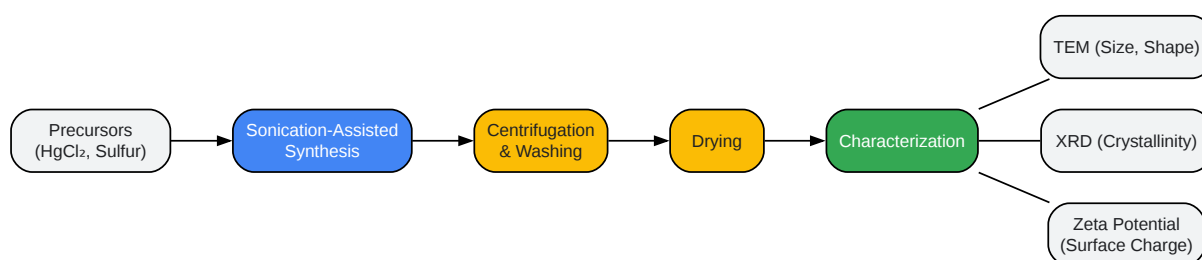 Precursors
(HgCl₂, Sulfur)
Sonication-Assisted
Synthesis
Centrifugation
& Washing
Drying
Characterization
TEM (Size, Shape)
XRD (Crystallinity)
Zeta Potential
(Surface Charge)